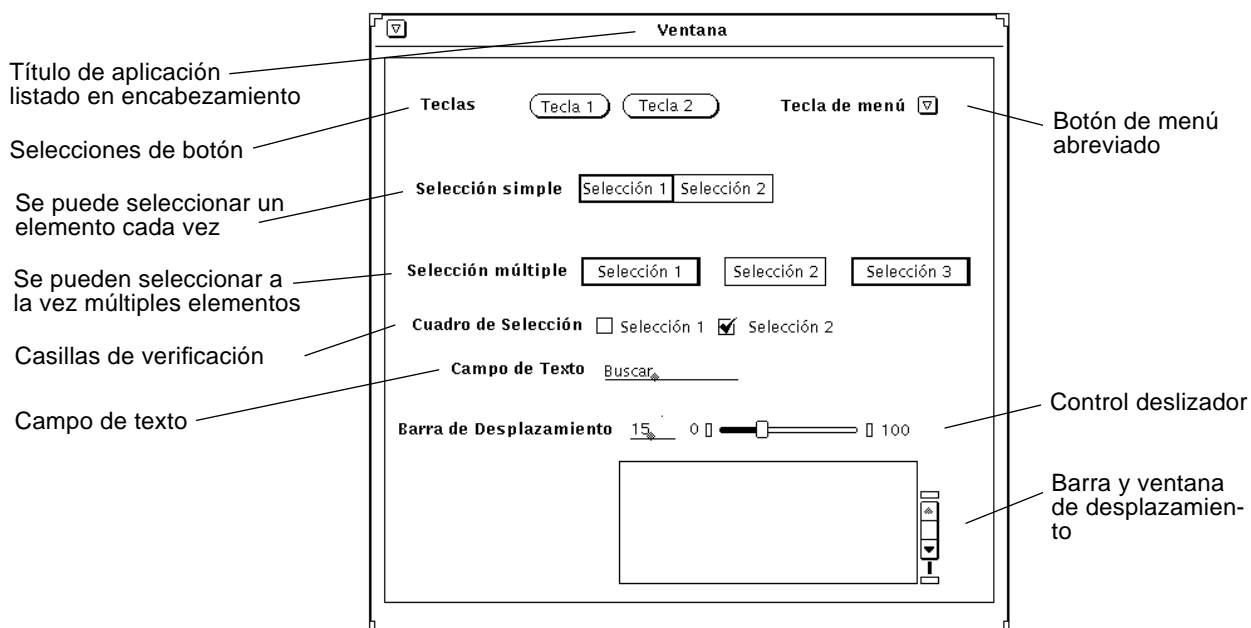 Ventana
Título de aplicación
listado en encabezamiento
Teclas
Tecla 1
Tecla 2
Tecla de menú
Botón de menú
abreviado
Selecciones de botón
Selección simple
Selección 1
Selección 2
Se puede seleccionar un
elemento cada vez
Selección múltiple
Selección 1
Selección 2
Selección 3
Se pueden seleccionar a
la vez múltiples elementos
Cuadro de Selección
Selección 1
Selección 2
Casillas de verificación
Campo de Texto
Buscar
Campo de texto
Control deslizador
Barra de Desplazamiento
15
0
100
Barra y ventana
de desplazamien-
to